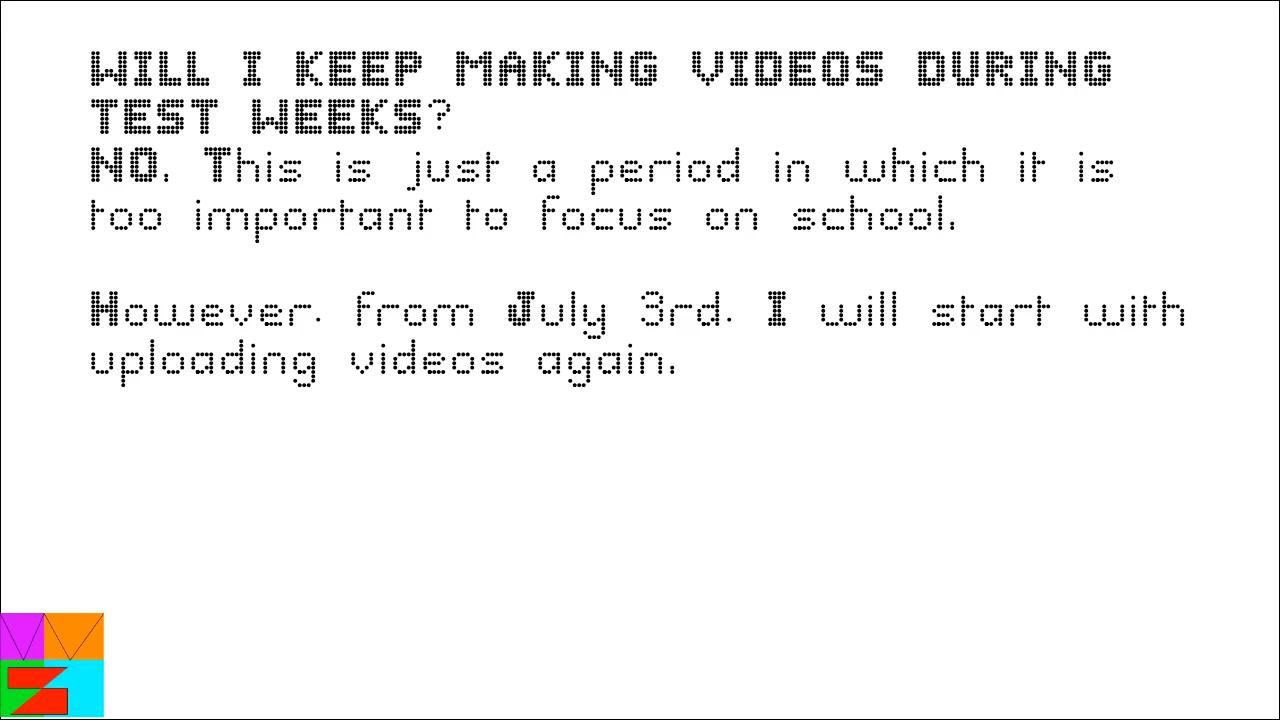 WILL I KEEP MAKING VIDEOS DURING
TEST WEEKS?
NO. This is just a period in which it is
too important to focus on school.
However, from July 3rd, I will start with
uploading videos again.